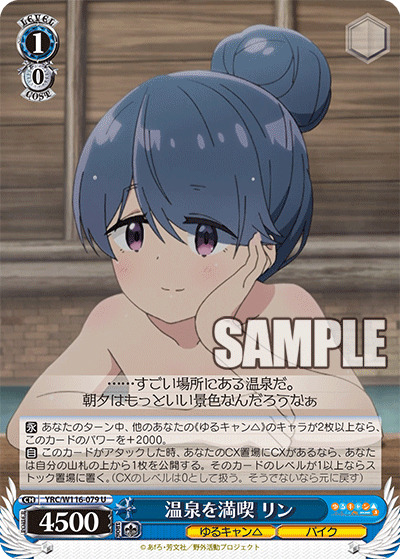 LEVEL
1
0
COST
SAMPLE
……すごい場所にある温泉だ。
朝夕はもっといい景色なんだろうなぁ
永 あなたのターン中、他のあなたの《ゆるキャン△》のキャラが2枚以上なら、
このカードのパワーを+2000。
自 このカードがアタックした時、あなたのCX置場にCXがあるなら、あなた
は自分の山札の上から1枚を公開する。そのカードのレベルが1以上ならス
トック置場に置く。（CXのレベルは0として扱う。そうでないなら元に戻す）
CH YRC/W116-079 U
温泉を満喫 リン
4500
ゆるキャン△
バイク
ゆるキャン△
©あfろ・芳文社／野外活動プロジェクト